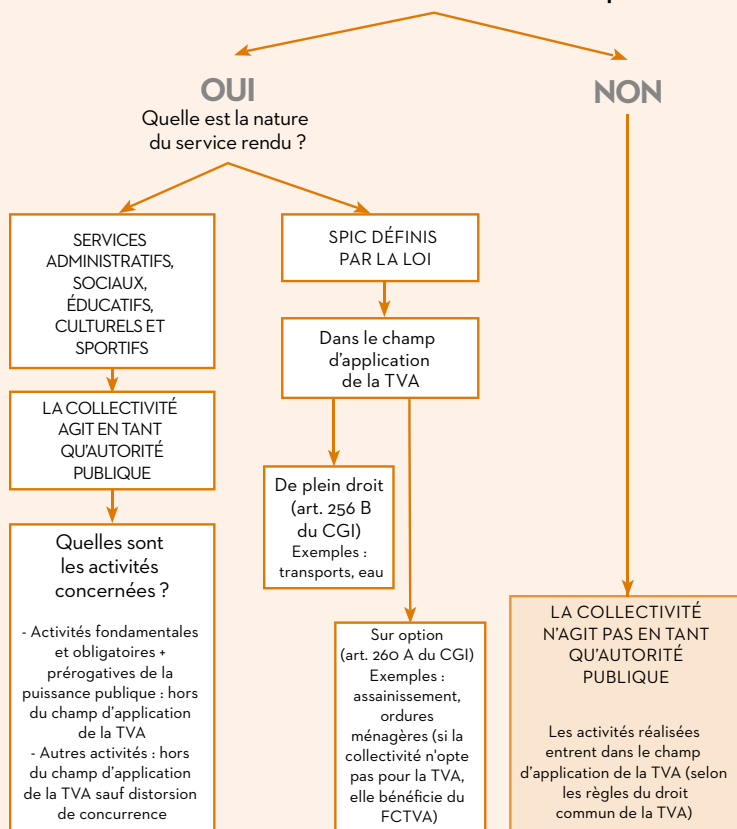 OUI
Quelle est la nature
du service rendu ?
NON
SERVICES
ADMINISTRATIFS,
SOCIAUX,
ÉDUCATIFS,
CULTURELS ET
SPORTIFS
SPIC DÉFINIS
PAR LA LOI
Dans le champ
d’application
de la TVA
LA COLLECTIVITÉ
AGIT EN TANT
QU’AUTORITÉ
PUBLIQUE
De plein droit
(art. 256 B
du CGI)
Exemples :
transports, eau
Quelles sont
les activités
concernées ?
- Activités fondamentales
et obligatoires +
prérogatives de la
puissance publique : hors
du champ d’application
de la TVA
- Autres activités : hors
du champ d’application
de la TVA sauf distorsion
de concurrence
Sur option
(art. 260 A du CGI)
Exemples :
assainissement,
ordures
ménagères (si la
collectivité n'opte
pas pour la TVA,
elle bénéficie du
FCTVA)
LA COLLECTIVITÉ
N’AGIT PAS EN TANT
QU’AUTORITÉ
PUBLIQUE
Les activités réalisées
entrent dans le champ
d’application de la TVA (selon
les règles du droit
commun de la TVA)